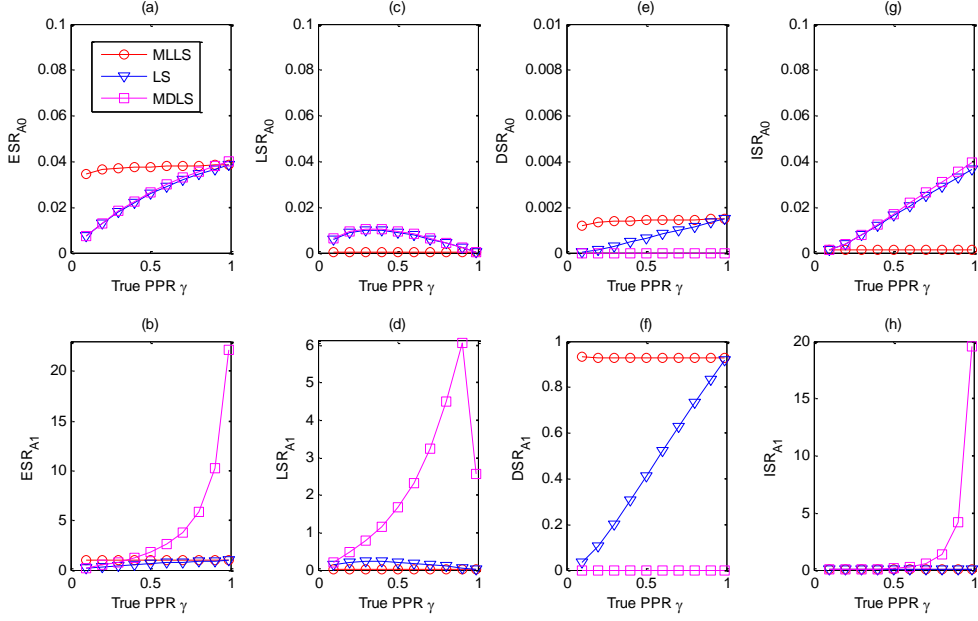 (a)
0.1
0.08
0.06
0.04
0.02
0
0
0.5
1
ESR_A0
True PPR γ
MLLS
LS
MDLS
(c)
0.1
0.08
0.06
0.04
0.02
0
0
0.5
1
LSR_A0
True PPR γ
(e)
0.01
0.008
0.006
0.004
0.002
0
0
0.5
1
DSR_A0
True PPR γ
(g)
0.1
0.08
0.06
0.04
0.02
0
0
0.5
1
ISR_A0
True PPR γ
(b)
20
15
10
5
0
0
0.5
1
ESR_A1
True PPR γ
(d)
6
5
4
3
2
1
0
0
0.5
1
LSR_A1
True PPR γ
(f)
1
0.8
0.6
0.4
0.2
0
0
0.5
1
DSR_A1
True PPR γ
(h)
20
15
10
5
0
0
0.5
1
ISR_A1
True PPR γ